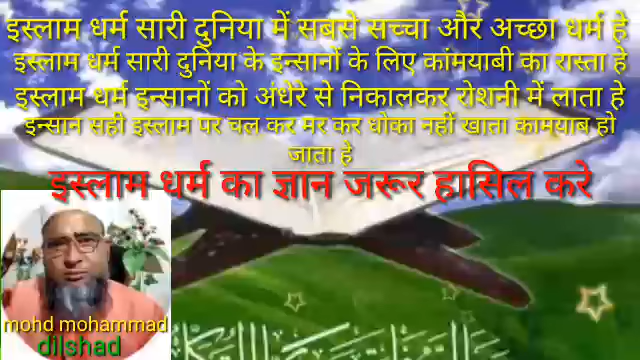 इस्लाम धर्म सारी दुनिया में सबसे सच्चा और अच्छा धर्म हे
इस्लाम धर्म सारी दुनिया के इन्सानों के लिए कांमयाबी का रास्ता हे
इस्लाम धर्म इन्सानों को अंधेरे से निकालकर रोशनी में लाता हे
इन्सान सही इस्लाम पर चल कर मर कर धोका नहीं खाता कामयाब हो
जाता हे
इस्लाम धर्म का ज्ञान जरूर हासिल करे
mohd mohammad
dilshad